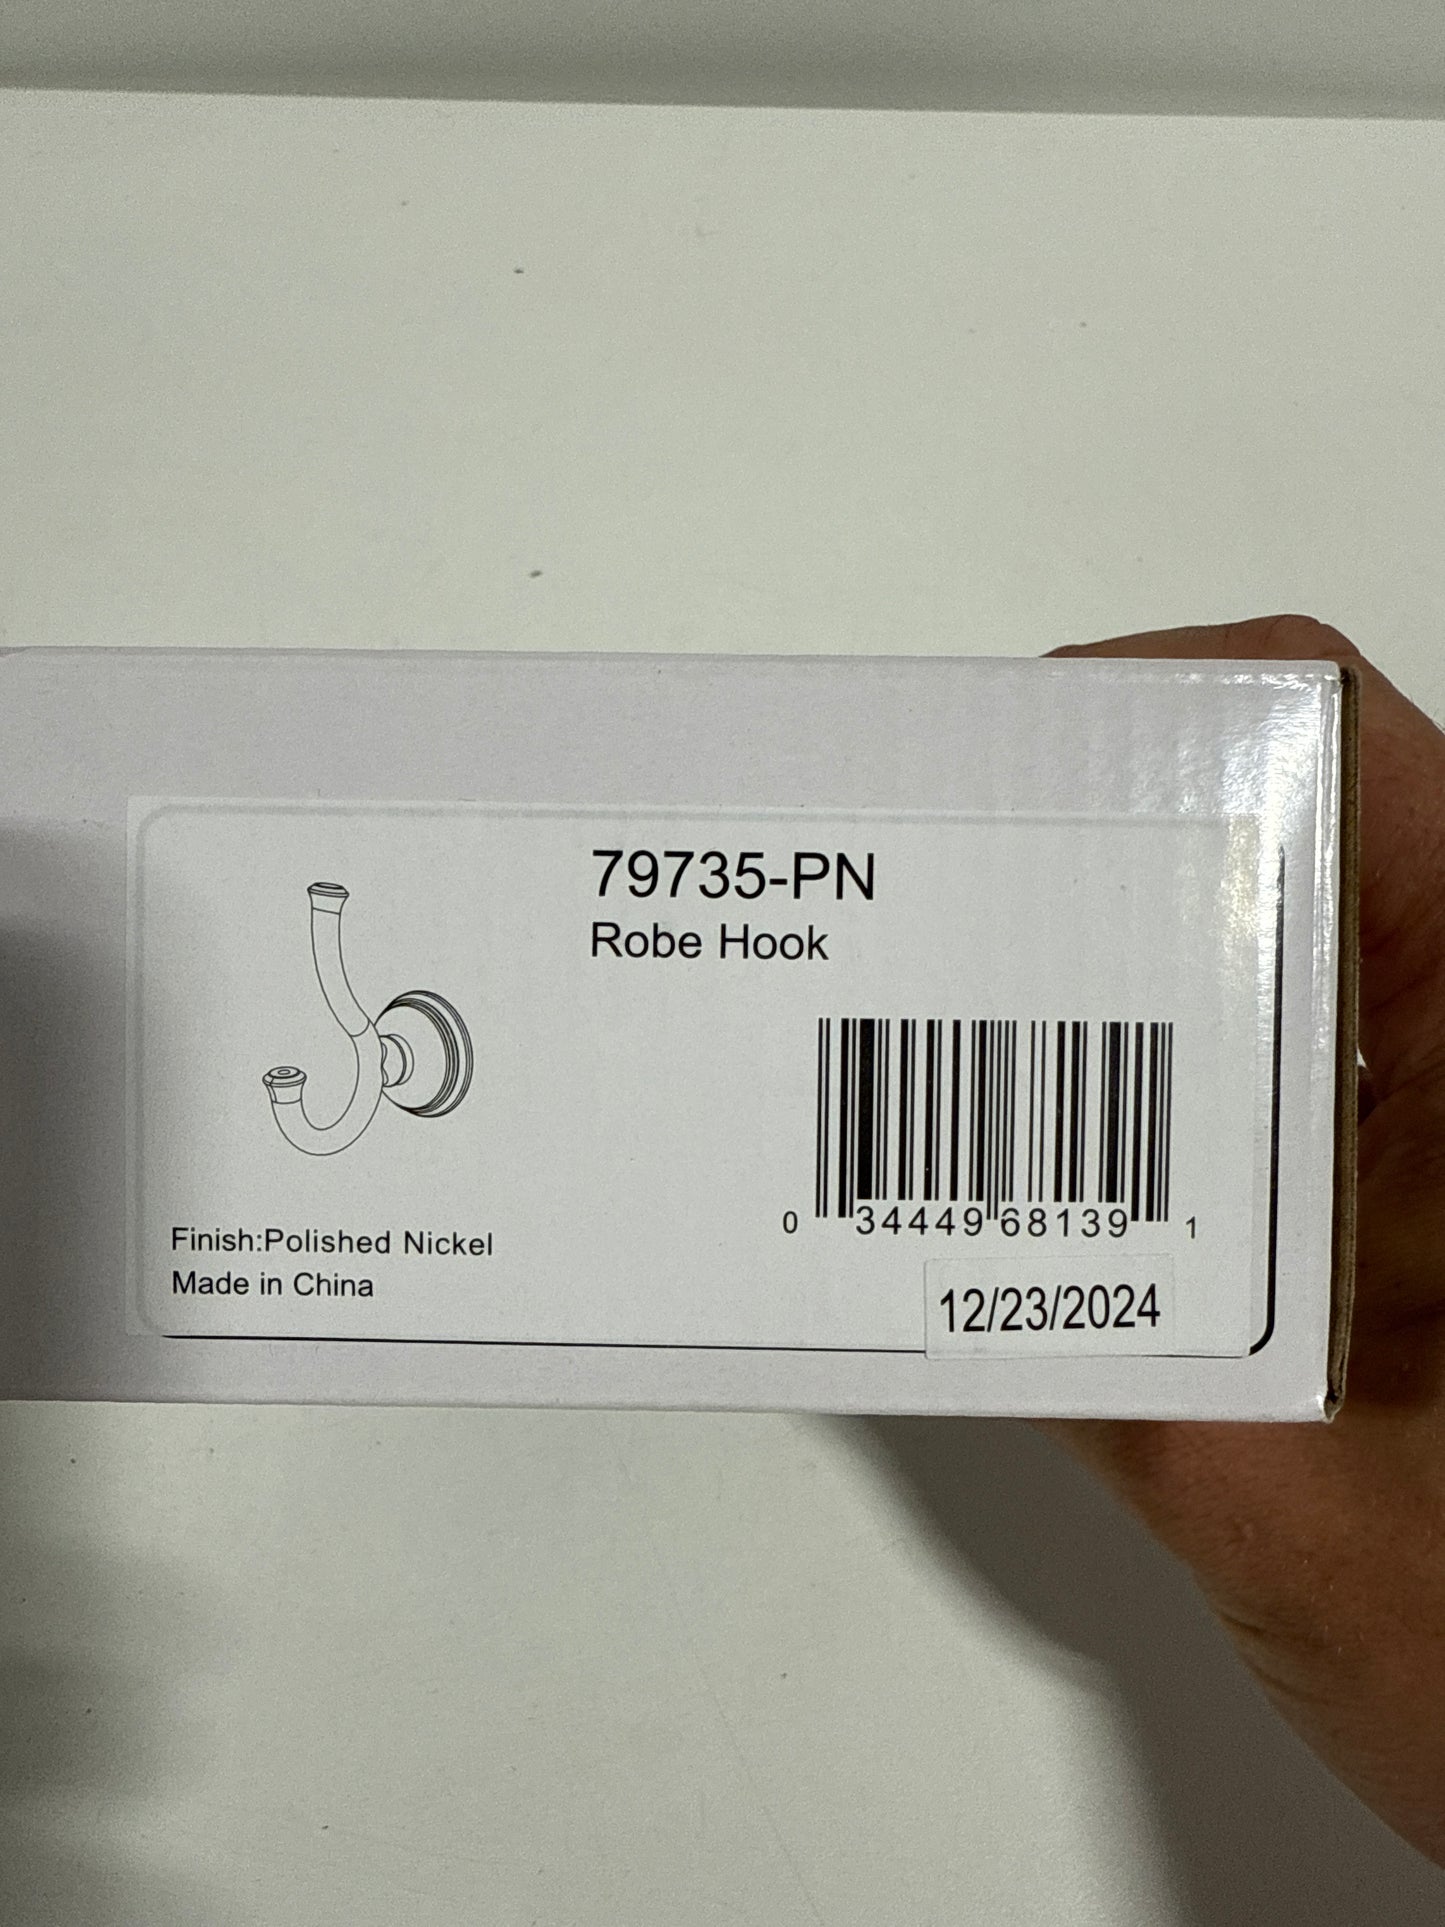 79735-PN
Robe Hook
0 34449 68139 1
Finish:Polished Nickel
Made in China
12/23/2024